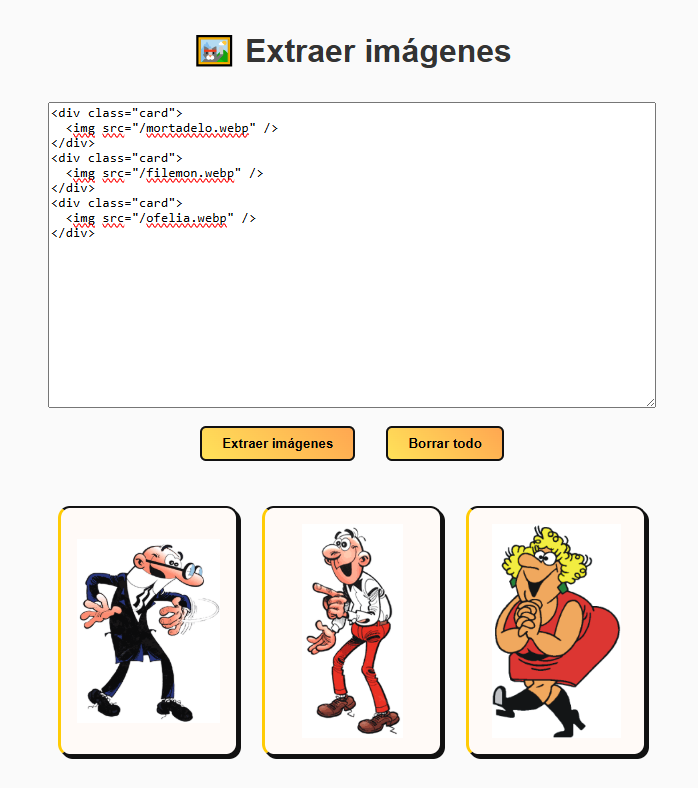 Extraer imágenes
<div class="card">
  <img src="/mortadelo.webp" />
</div>
<div class="card">
  <img src="/filemon.webp" />
</div>
<div class="card">
  <img src="/ofelia.webp" />
</div>
Extraer imágenes
Borrar todo